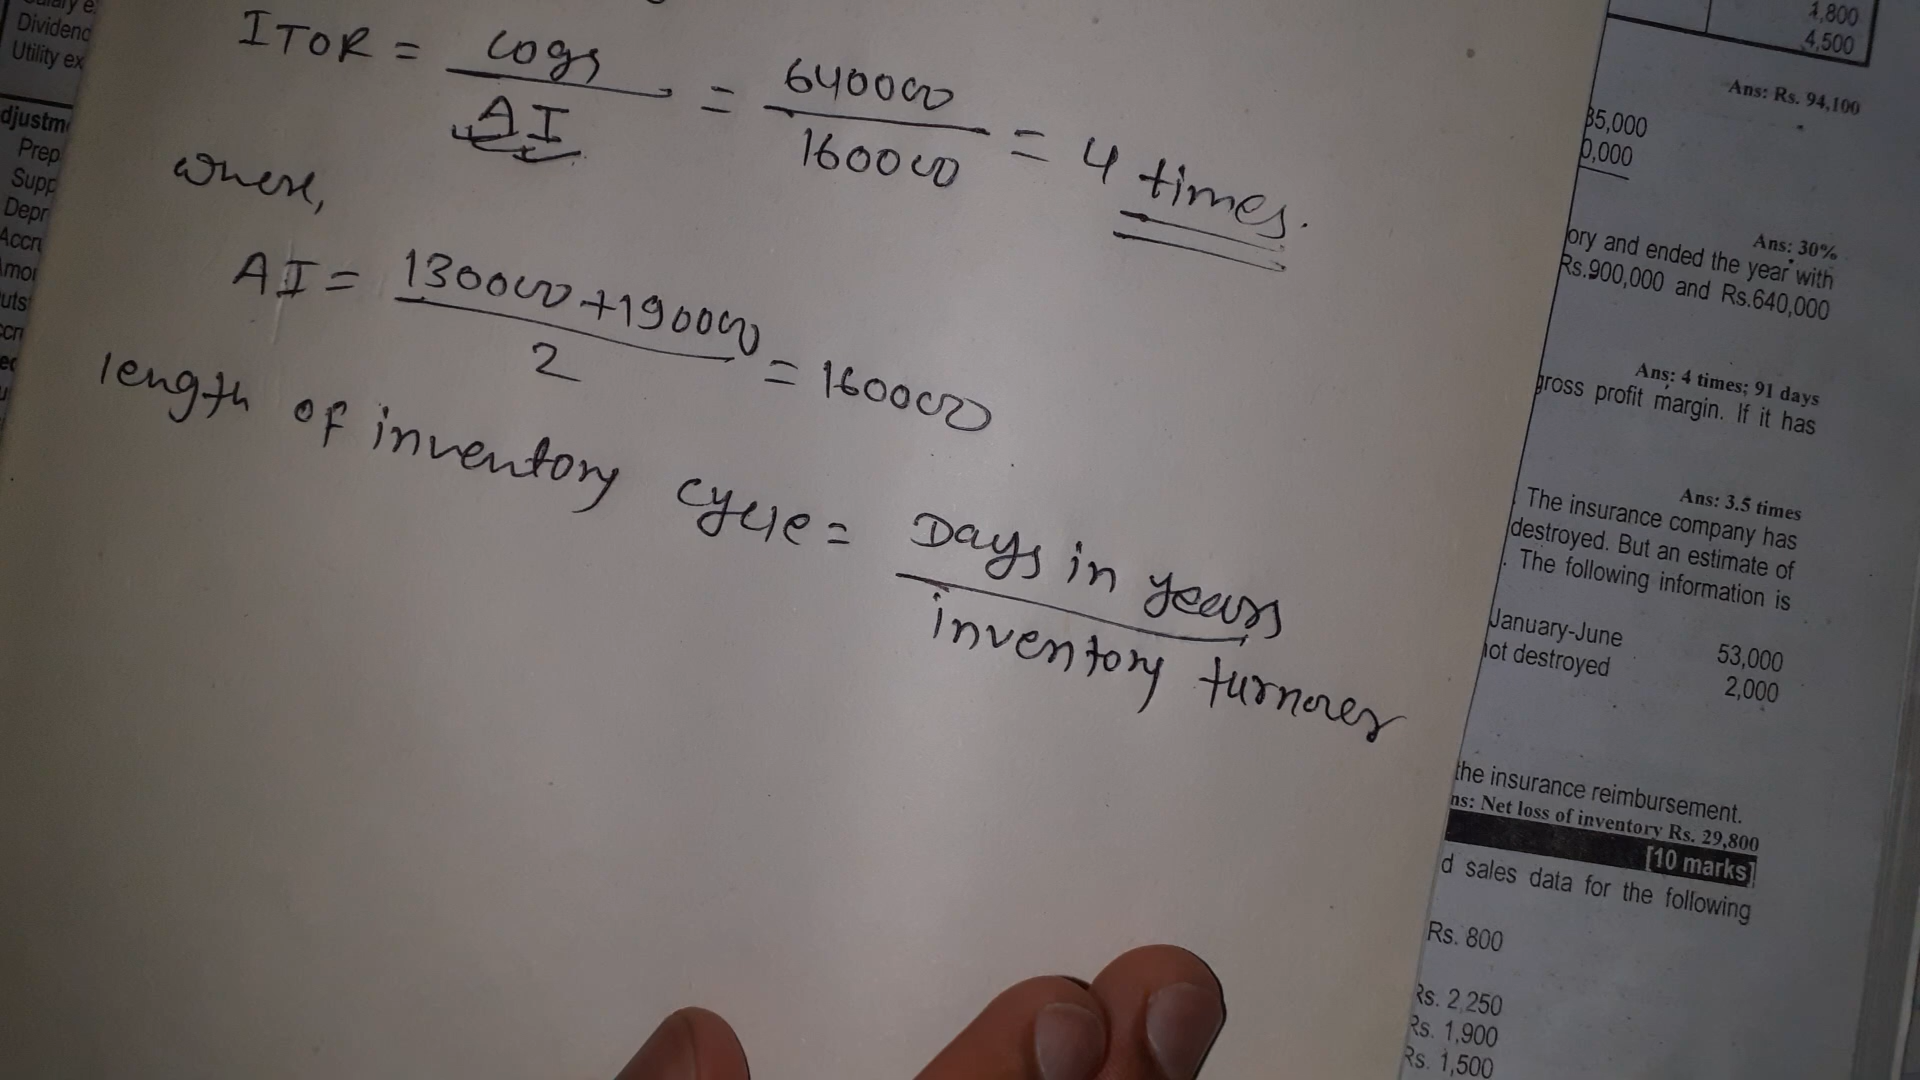 ITOR = cogs / AI = 640000 / 160000 = 4 times.
where,
AI = 130000 + 190000 / 2 = 160000
length of inventory cycle = Days in years / inventory turnover
Dividend
Utility ex
djustm
Prep
Supp
Depr
Accru
1,800
4,500
Ans: Rs. 94,100
35,000
0,000
Ans: 30%
ory and ended the year with
Rs.900,000 and Rs.640,000
Ans: 4 times; 91 days
gross profit margin. If it has
Ans: 3.5 times
The insurance company has
destroyed. But an estimate of
. The following information is
January-June 53,000
not destroyed 2,000
the insurance reimbursement.
ns: Net loss of inventory Rs. 29,800
[10 marks]
d sales data for the following
Rs. 800
Rs. 2,250
Rs. 1,900
Rs. 1,500